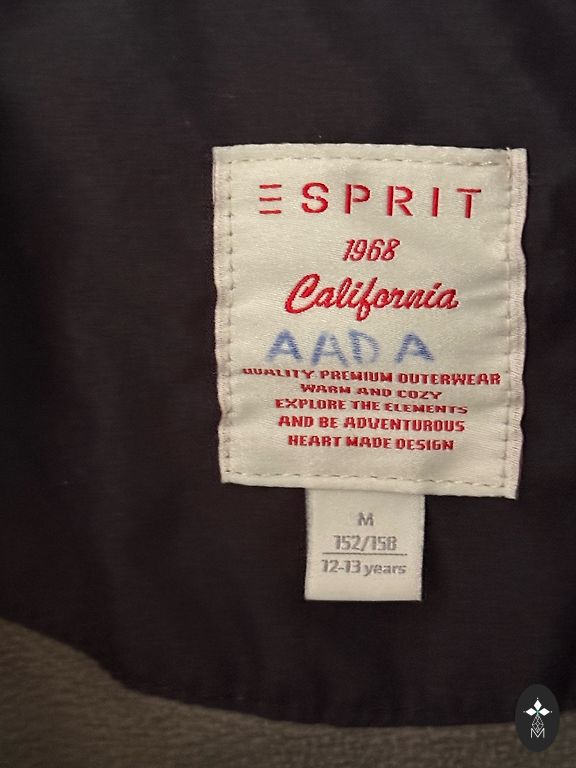 ESPRIT
1968
California
AADA
QUALITY PREMIUM OUTERWEAR
WARM AND COZY
EXPLORE THE ELEMENTS
AND BE ADVENTUROUS
HEART MADE DESIGN
M
152/158
12-13 years
M